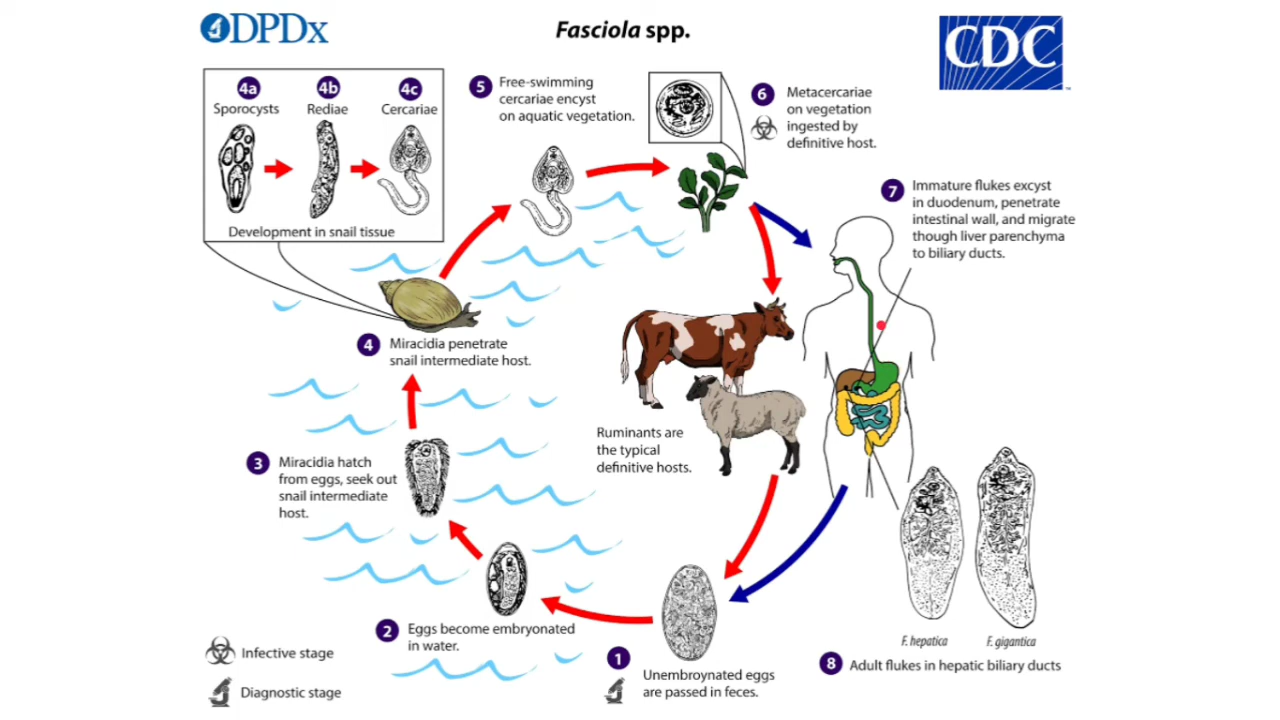 DPDx
Fasciola spp.
CDC
4a
4b
4c
Sporocysts
Rediae
Cercariae
Development in snail tissue
5
Free-swimming
cercariae encyst
on aquatic vegetation.
6
Metacercariae
on vegetation
ingested by
definitive host.
7
Immature flukes excyst
in duodenum, penetrate
intestinal wall, and migrate
though liver parenchyma
to biliary ducts.
4
Miracidia penetrate
snail intermediate host.
Ruminants are
the typical
definitive hosts.
3
Miracidia hatch
from eggs, seek out
snail intermediate
host.
2
Eggs become embryonated
in water.
1
Unembroynated eggs
are passed in feces.
F. hepatica
F. gigantica
8
Adult flukes in hepatic biliary ducts
Infective stage
Diagnostic stage